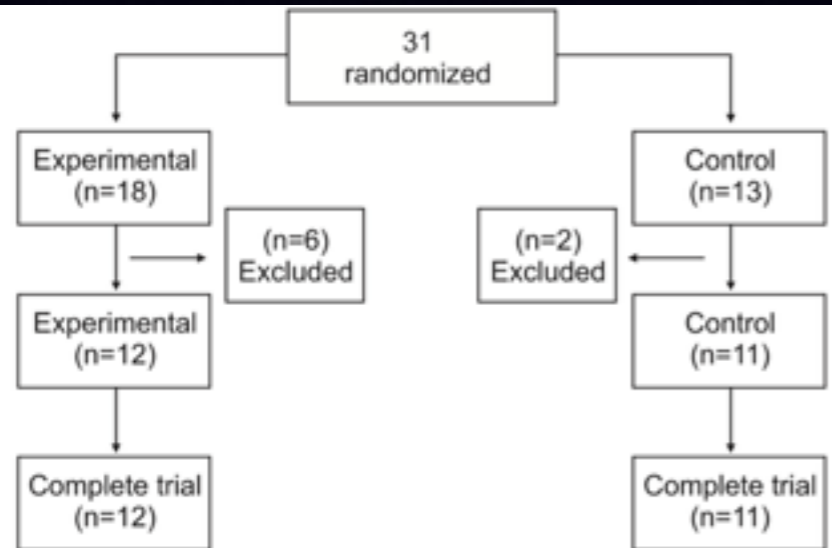 31
randomized
Experimental
(n=18)
Control
(n=13)
(n=6)
Excluded
(n=2)
Excluded
Experimental
(n=12)
Control
(n=11)
Complete trial
(n=12)
Complete trial
(n=11)